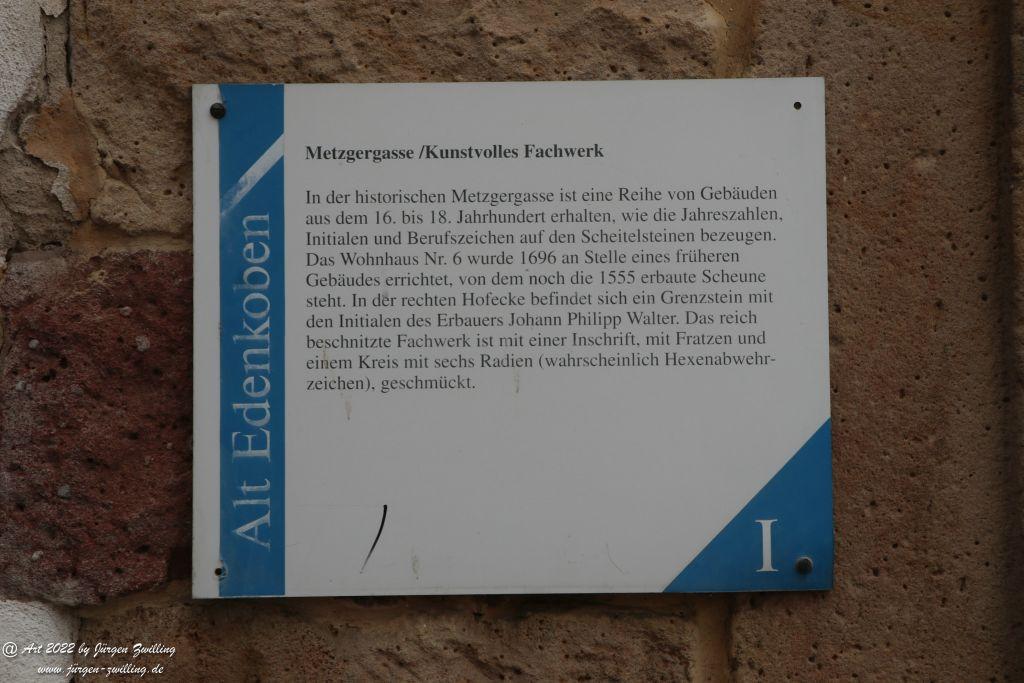 Alt Edenkoben
Metzgergasse /Kunstvolles Fachwerk
In der historischen Metzgergasse ist eine Reihe von Gebäuden
aus dem 16. bis 18. Jahrhundert erhalten, wie die Jahreszahlen,
Initialen und Berufszeichen auf den Scheitelsteinen bezeugen.
Das Wohnhaus Nr. 6 wurde 1696 an Stelle eines früheren
Gebäudes errichtet, von dem noch die 1555 erbaute Scheune
steht. In der rechten Hofecke befindet sich ein Grenzstein mit
den Initialen des Erbauers Johann Philipp Walter. Das reich
beschnitzte Fachwerk ist mit einer Inschrift, mit Fratzen und
einem Kreis mit sechs Radien (wahrscheinlich Hexenabwehr-
zeichen), geschmückt.
I
@ Art 2022 by Jürgen Zwilling
www.jürgen-zwilling.de